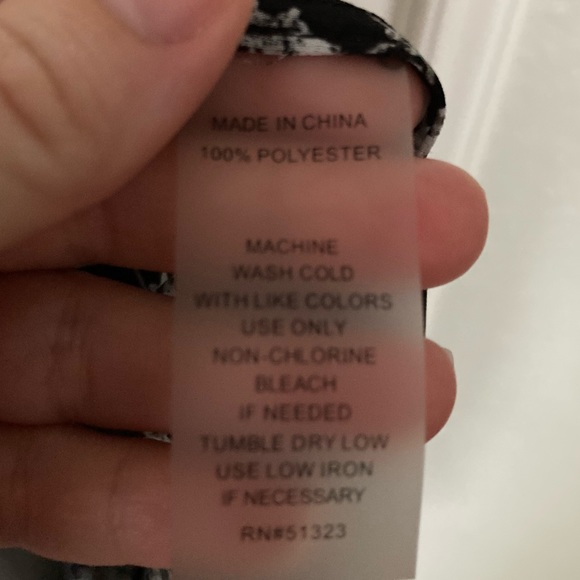 MADE IN CHINA
100% POLYESTER
MACHINE
WASH COLD
WITH LIKE COLORS
USE ONLY
NON-CHLORINE
BLEACH
IF NEEDED
TUMBLE DRY LOW
USE LOW IRON
IF NECESSARY
RN#51323